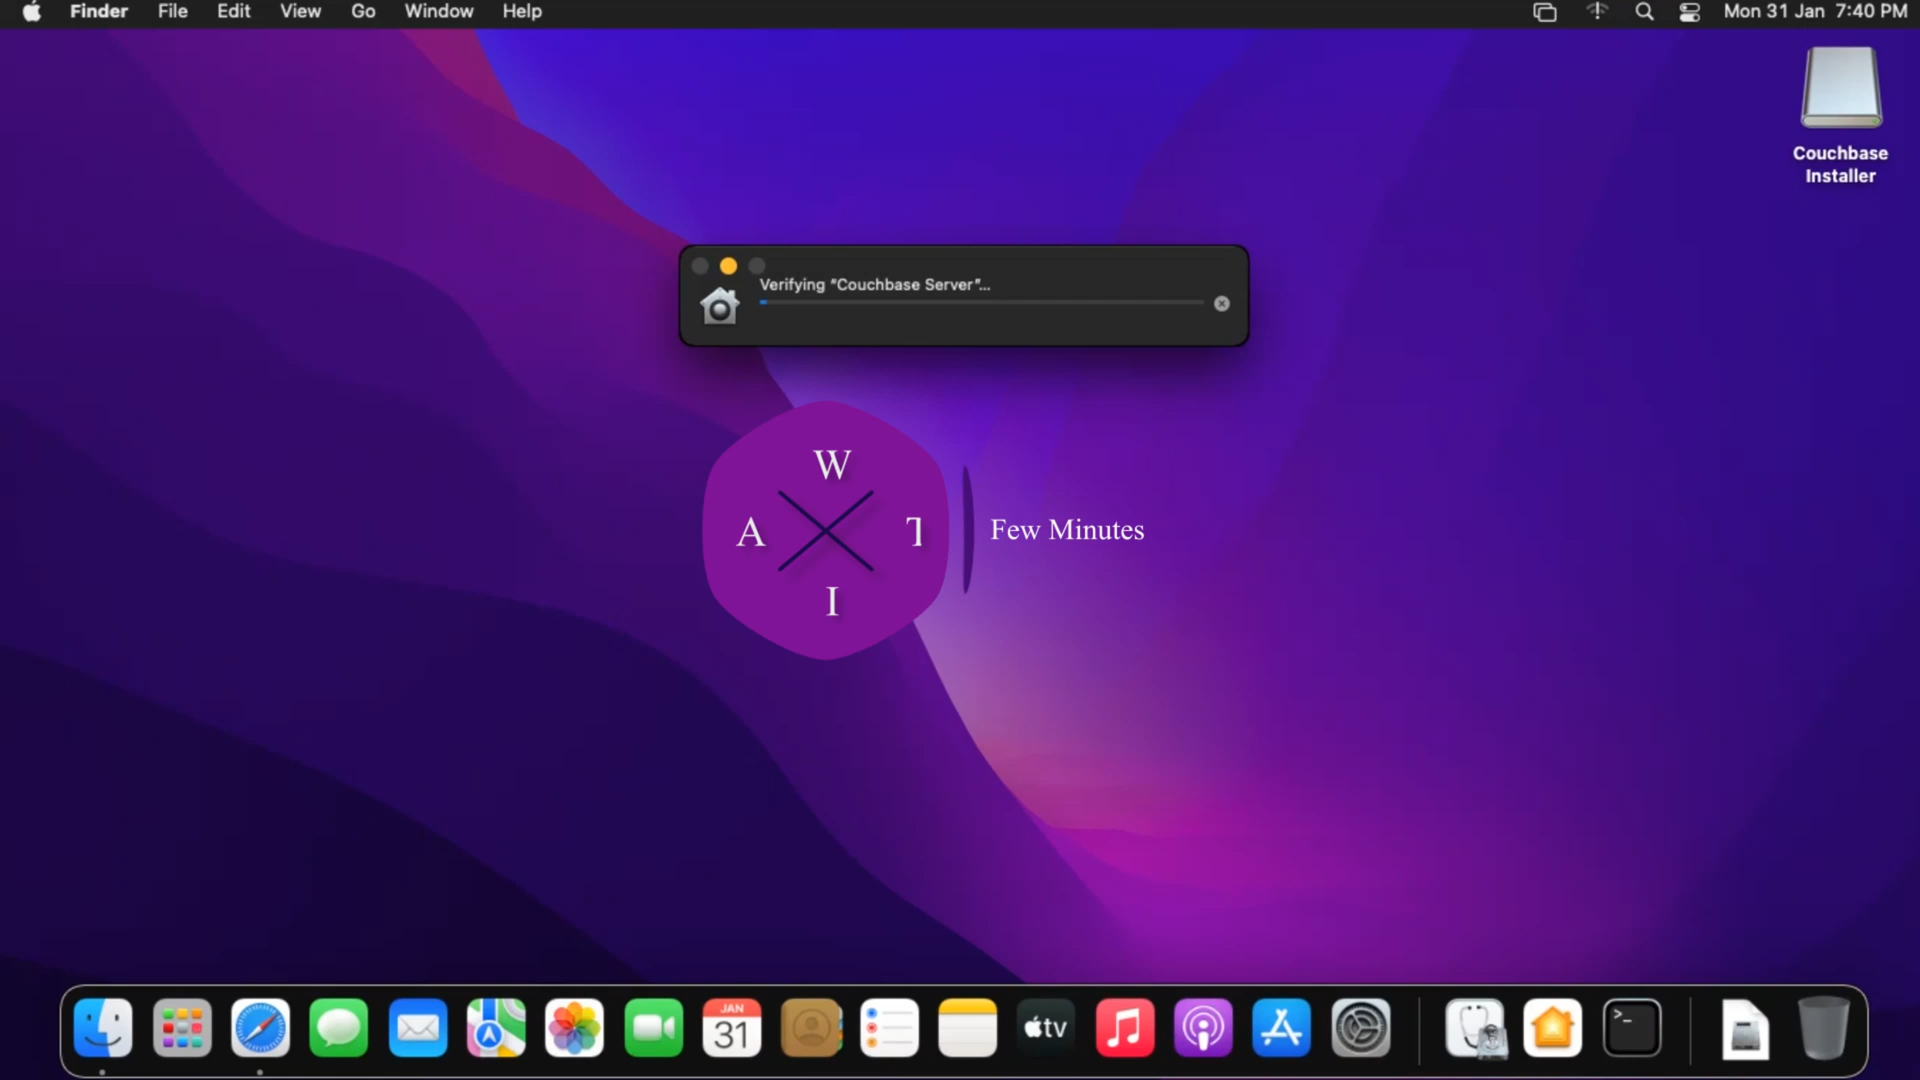 Finder File Edit View Go Window Help Mon 31 Jan 7:40 PM
Couchbase
Installer
Verifying "Couchbase Server"...
W
A T
I
Few Minutes
JAN
31
tv
>_